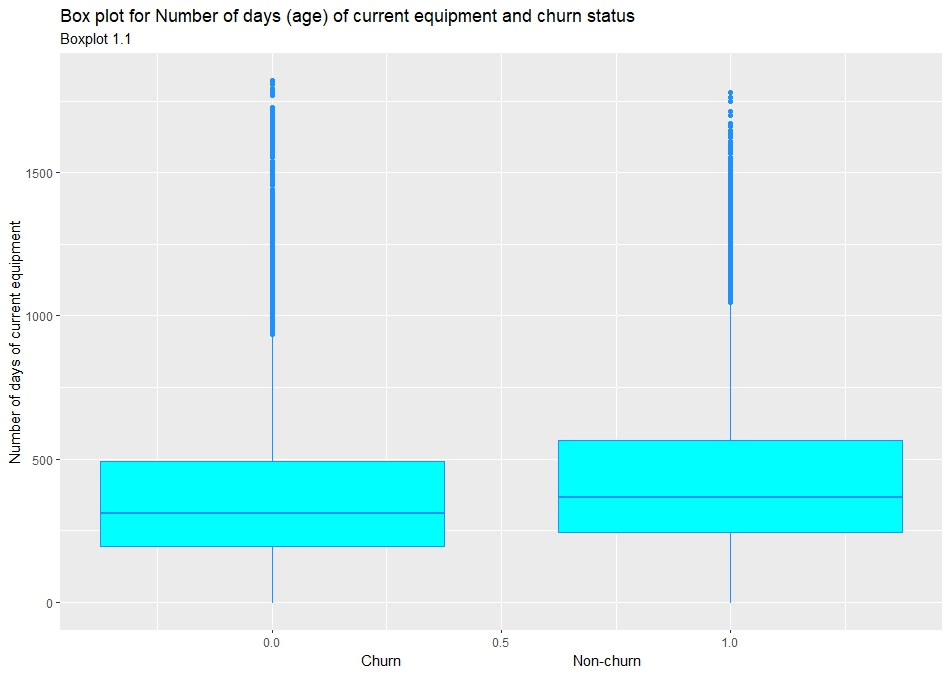 Box plot for Number of days (age) of current equipment and churn status
Boxplot 1.1
Number of days of current equipment
1500
1000
500
0
0.0 0.5 1.0
Churn Non-churn